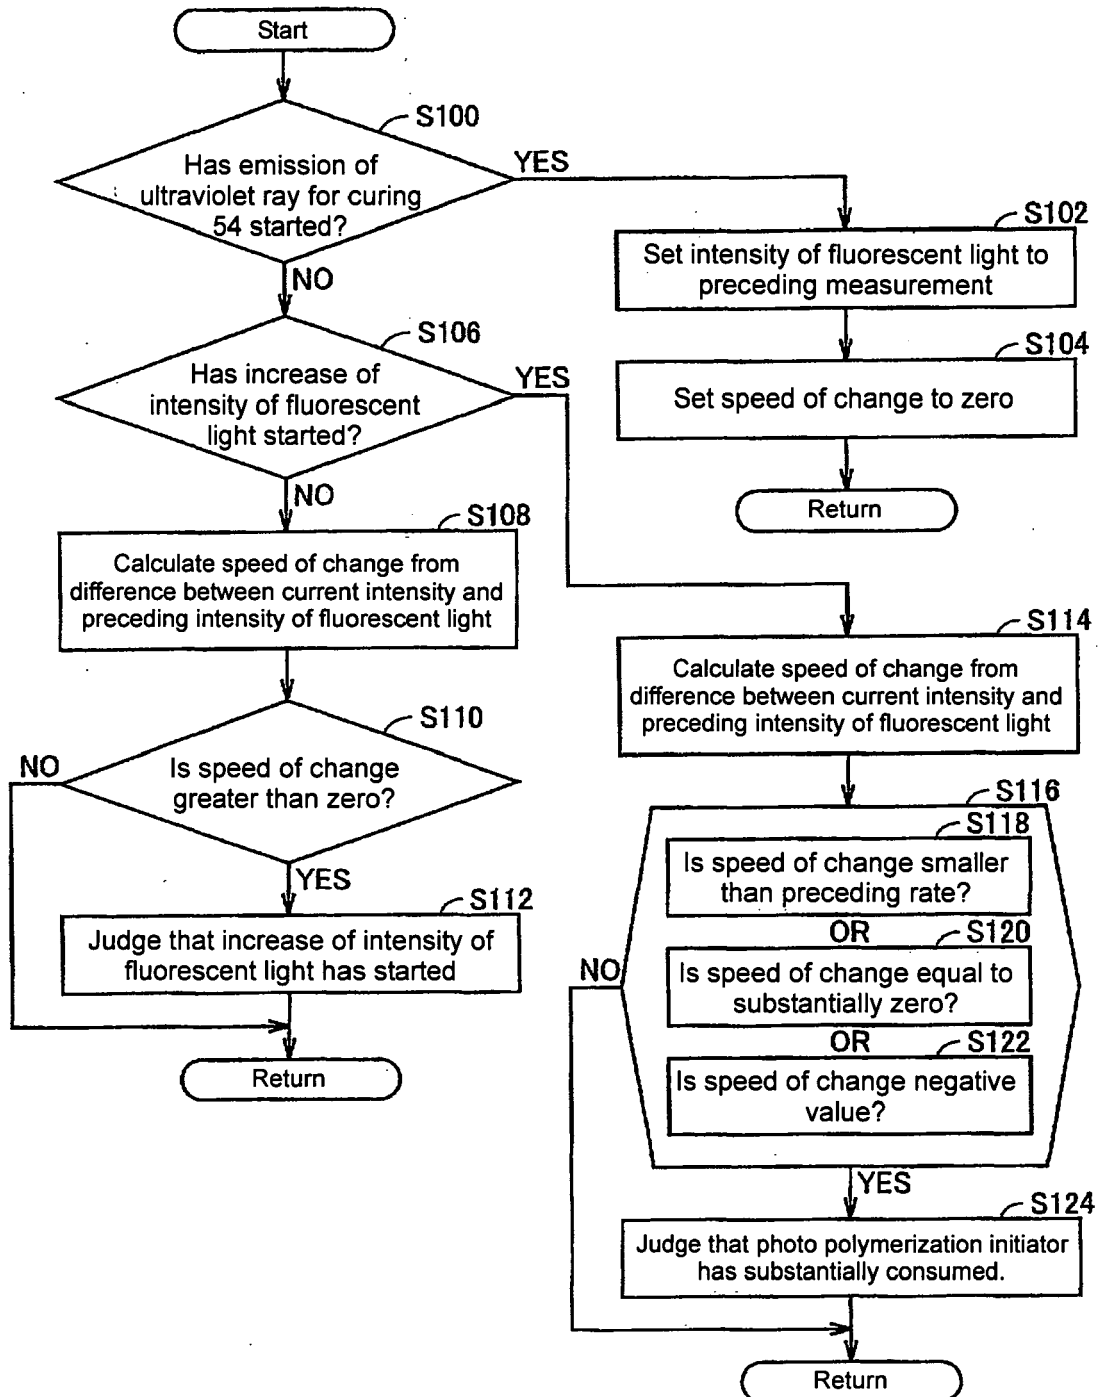 Start
S100
Has emission of
ultraviolet ray for curing
54 started?
YES
NO
S102
Set intensity of fluorescent light to
preceding measurement
S104
Set speed of change to zero
Return
S106
Has increase of
intensity of fluorescent
light started?
YES
NO
S108
Calculate speed of change from
difference between current intensity and
preceding intensity of fluorescent light
S110
Is speed of change
greater than zero?
NO
YES
S112
Judge that increase of intensity of
fluorescent light has started
Return
S114
Calculate speed of change from
difference between current intensity and
preceding intensity of fluorescent light
S116
S118
Is speed of change smaller
than preceding rate?
OR
S120
Is speed of change equal to
substantially zero?
OR
S122
Is speed of change negative
value?
NO
YES
S124
Judge that photo polymerization initiator
has substantially consumed.
Return